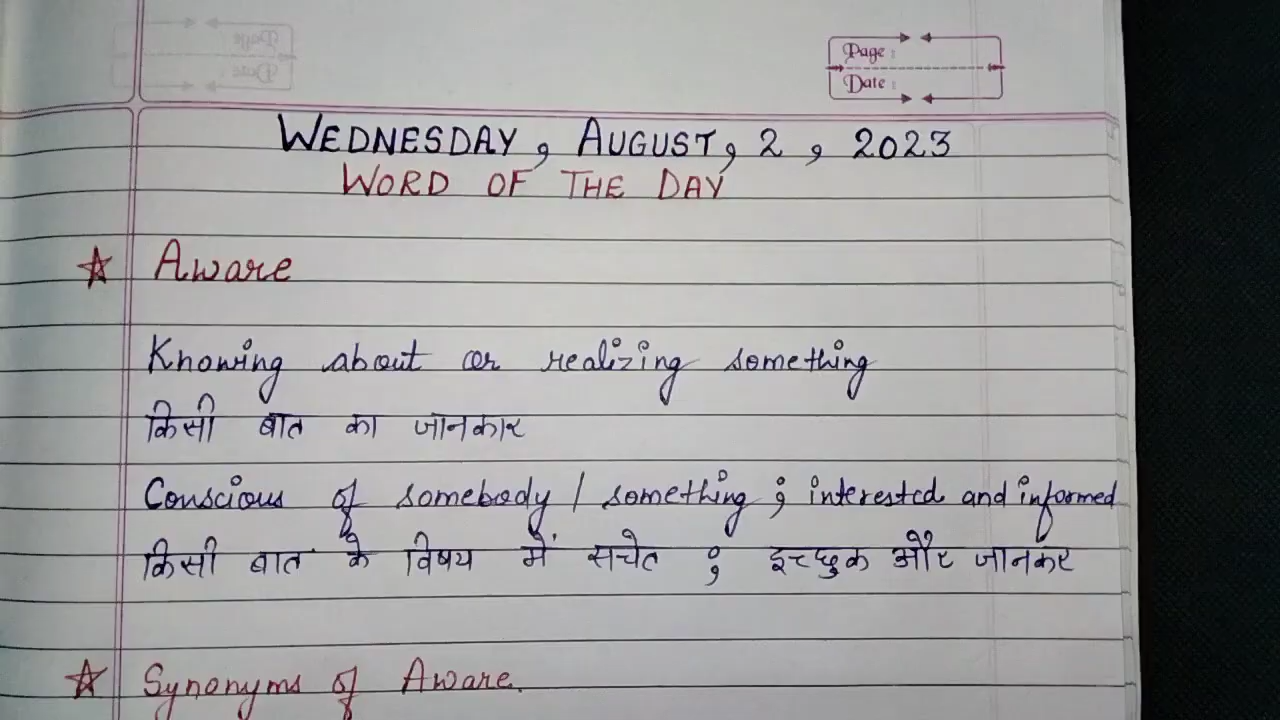 Page :
Date :
WEDNESDAY, AUGUST, 2, 2023
WORD OF THE DAY
Aware
Knowing about or realizing something
किसी बात का जानकार
Conscious of somebody / something ; interested and informed
किसी बात के विषय में सचेत ; इच्छुक और जानकर
Synonyms of Aware.